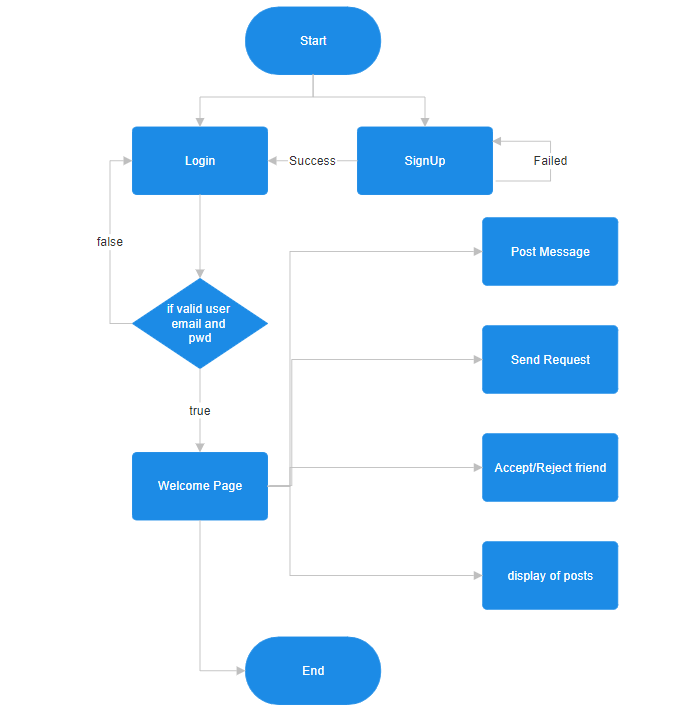 Start
Login
Success
SignUp
Failed
false
Post Message
if valid user
email and
pwd
Send Request
true
Accept/Reject friend
Welcome Page
display of posts
End